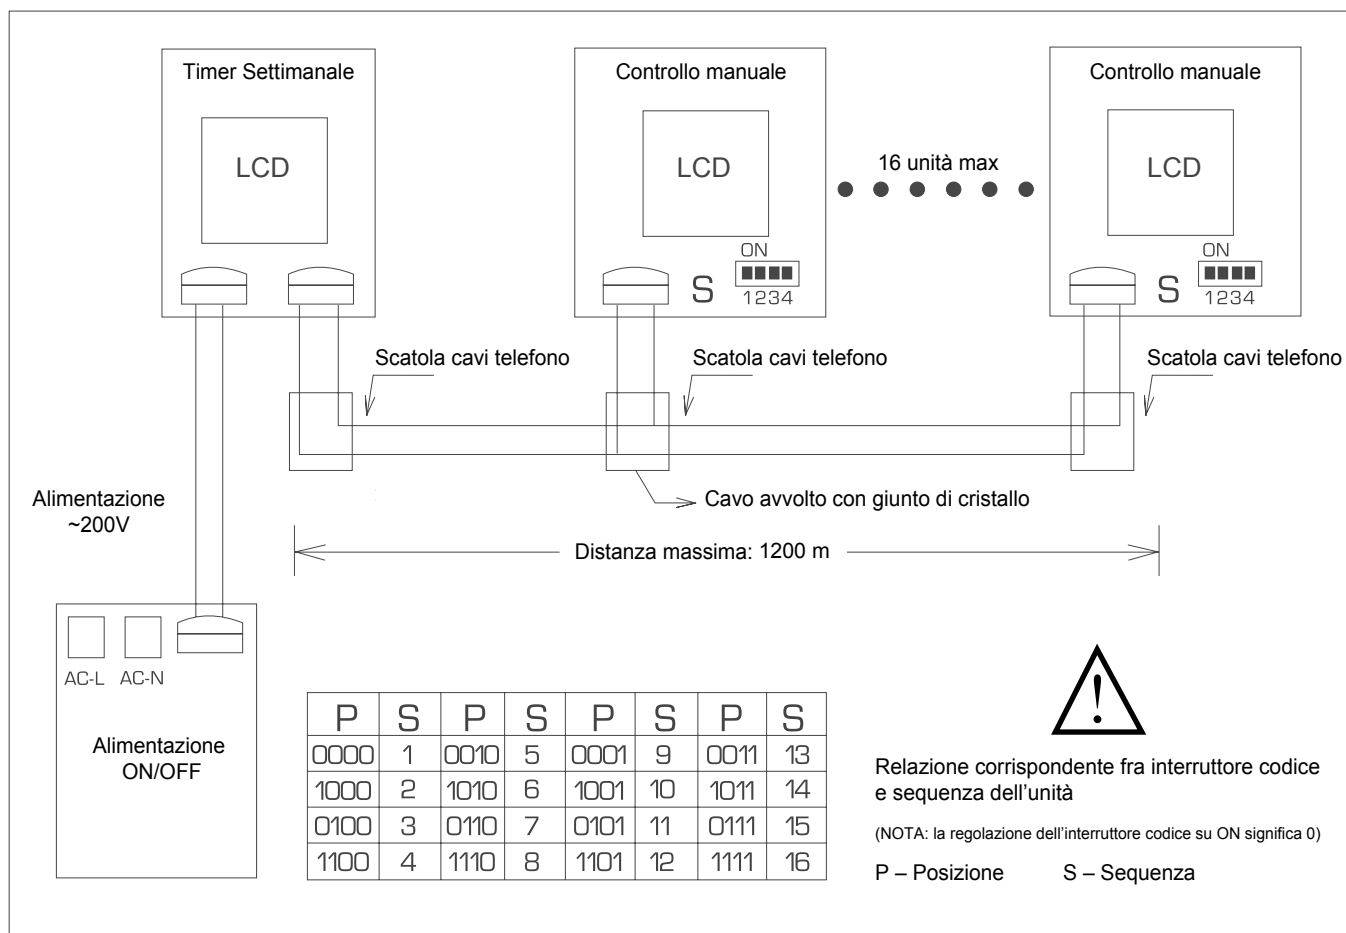 Timer Settimanale
LCD
Controllo manuale
LCD
ON
S
1234
16 unità max
Controllo manuale
LCD
ON
S
1234
Scatola cavi telefono
Scatola cavi telefono
Scatola cavi telefono
Cavo avvolto con giunto di cristallo
Alimentazione
~200V
Distanza massima: 1200 m
AC-L AC-N
Alimentazione
ON/OFF
P S P S P S P S
0000 1 0010 5 0001 9 0011 13
1000 2 1010 6 1001 10 1011 14
0100 3 0110 7 0101 11 0111 15
1100 4 1110 8 1101 12 1111 16
!
Relazione corrispondente fra interruttore codice
e sequenza dell'unità
(NOTA: la regolazione dell'interruttore codice su ON significa 0)
P – Posizione S – Sequenza